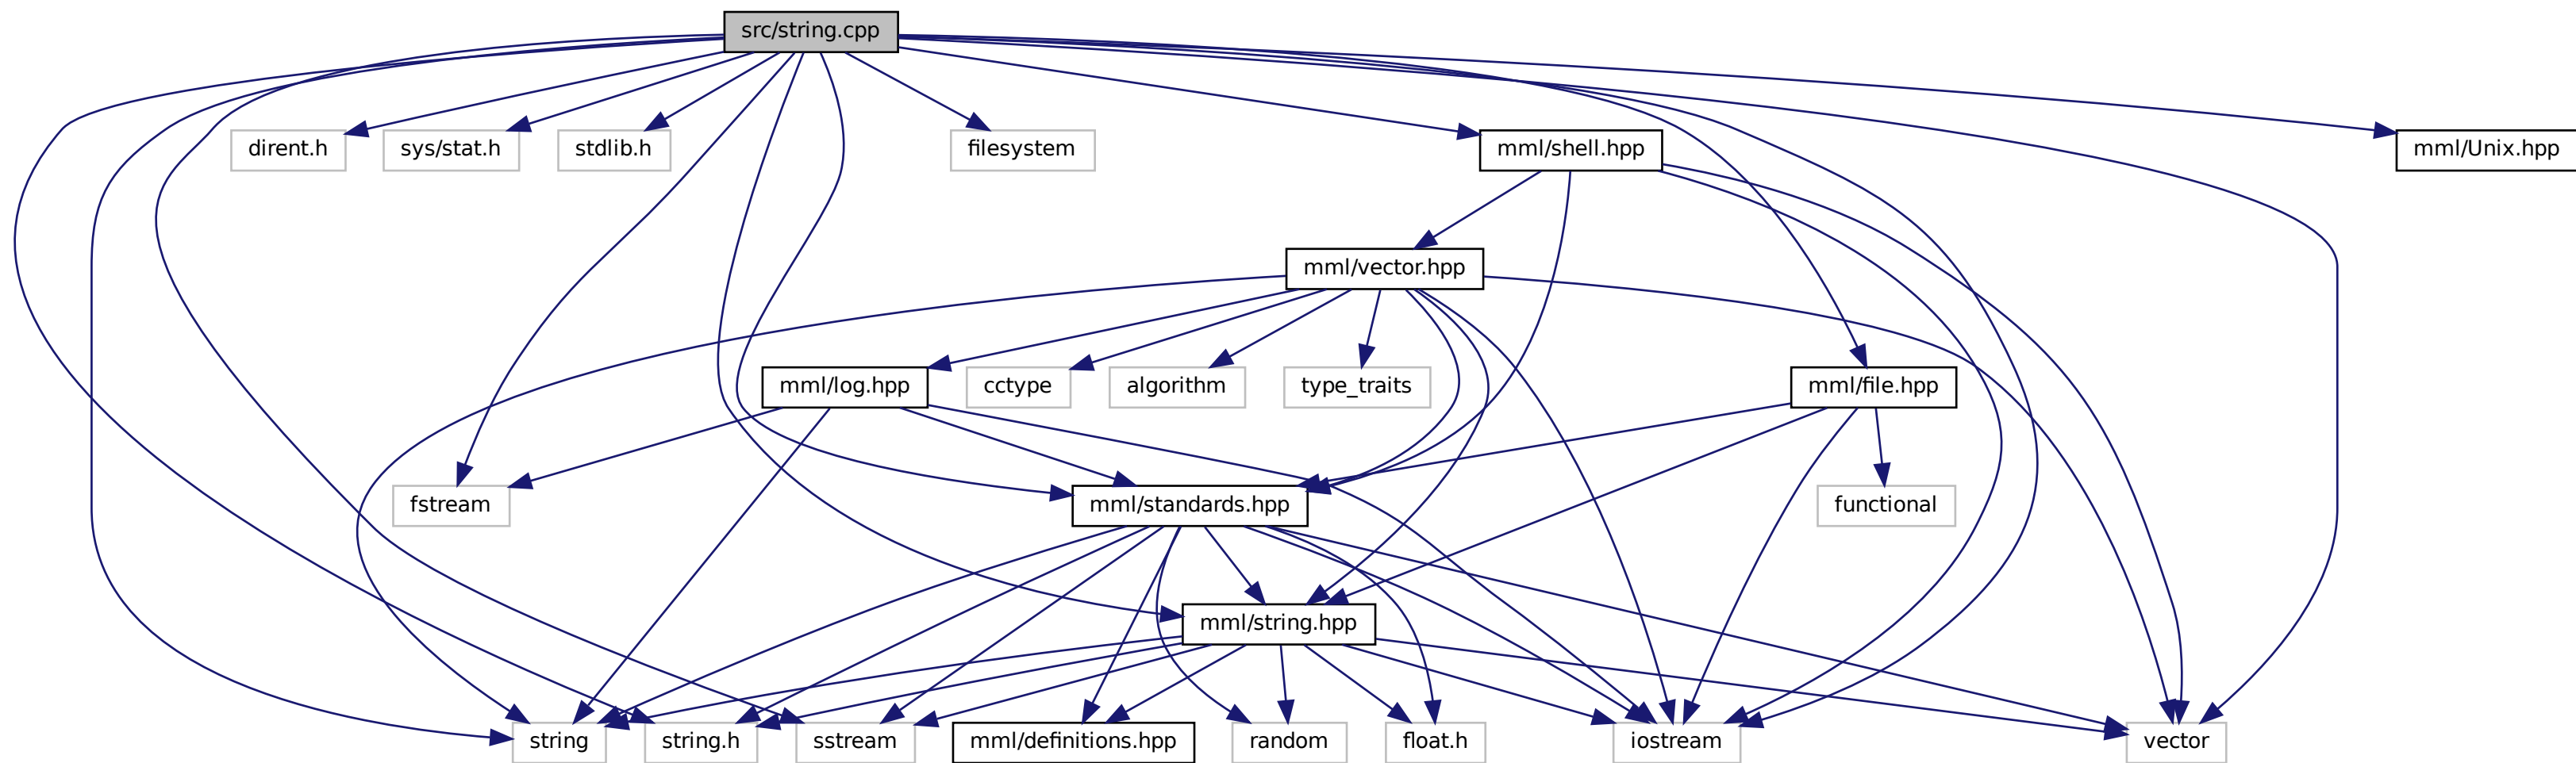 src/string.cpp
dirent.h
sys/stat.h
stdlib.h
filesystem
mml/shell.hpp
mml/Unix.hpp
mml/vector.hpp
mml/log.hpp
cctype
algorithm
type_traits
mml/file.hpp
fstream
mml/standards.hpp
functional
mml/string.hpp
string
string.h
sstream
mml/definitions.hpp
random
float.h
iostream
vector